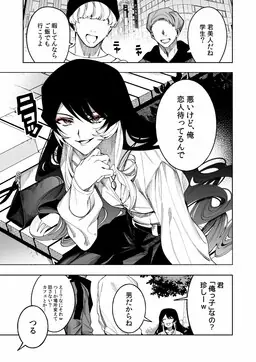 君美人だね
学生？
暇してんなら
ご飯でも
行こうよ
悪いけど、俺
恋人待ってるんで
君
「俺っ子」なの？
珍しーw
男だからね
つる